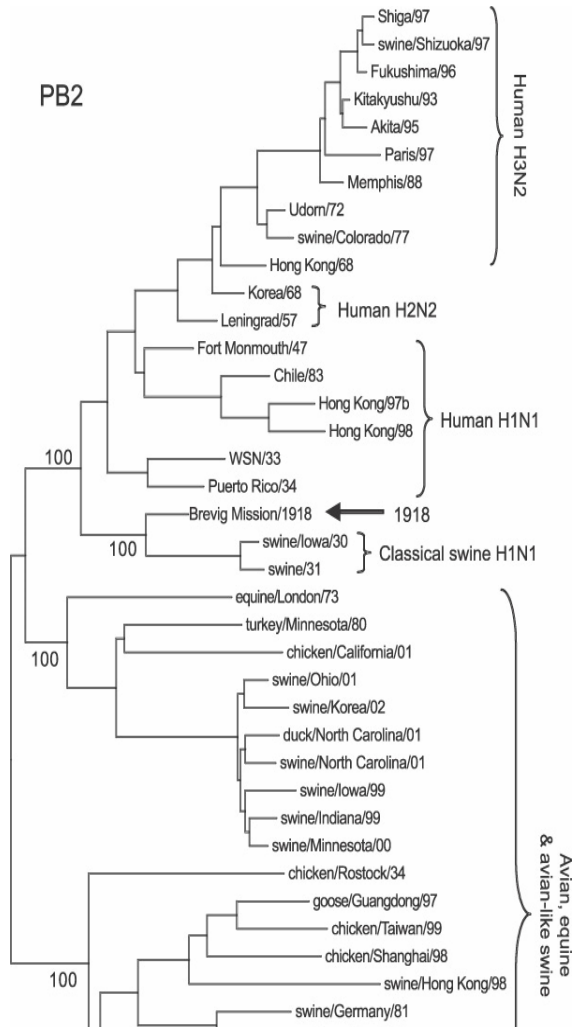 PB2
Shiga/97
swine/Shizuoka/97
Fukushima/96
Kitakyushu/93
Akita/95
Paris/97
Memphis/88
Udorn/72
swine/Colorado/77
Hong Kong/68
Human H3N2
Korea/68
Leningrad/57
Human H2N2
Fort Monmouth/47
Chile/83
Hong Kong/97b
Hong Kong/98
WSN/33
Puerto Rico/34
Human H1N1
100
Brevig Mission/1918
1918
100
swine/Iowa/30
swine/31
Classical swine H1N1
equine/London/73
100
turkey/Minnesota/80
chicken/California/01
swine/Ohio/01
swine/Korea/02
duck/North Carolina/01
swine/North Carolina/01
swine/Iowa/99
swine/Indiana/99
swine/Minnesota/00
chicken/Rostock/34
goose/Guangdong/97
chicken/Taiwan/99
chicken/Shanghai/98
100
swine/Hong Kong/98
swine/Germany/81
Avian, equine
& avian-like swine